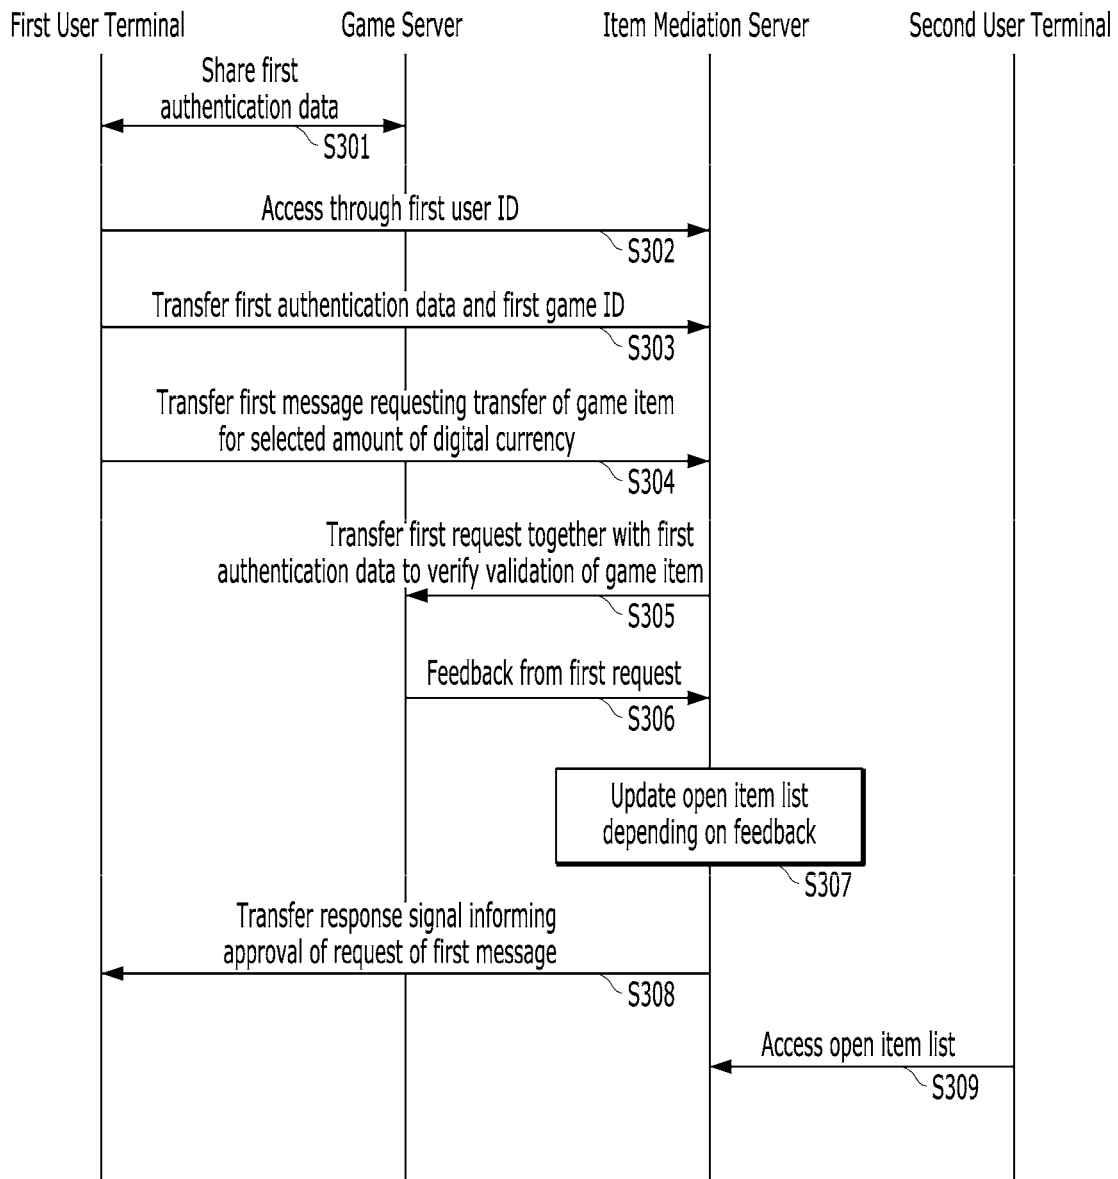 First User Terminal
Game Server
Item Mediation Server
Second User Terminal
Share first
authentication data
S301
Access through first user ID
S302
Transfer first authentication data and first game ID
S303
Transfer first message requesting transfer of game item
for selected amount of digital currency
S304
Transfer first request together with first
authentication data to verify validation of game item
S305
Feedback from first request
S306
Update open item list
depending on feedback
S307
Transfer response signal informing
approval of request of first message
S308
Access open item list
S309